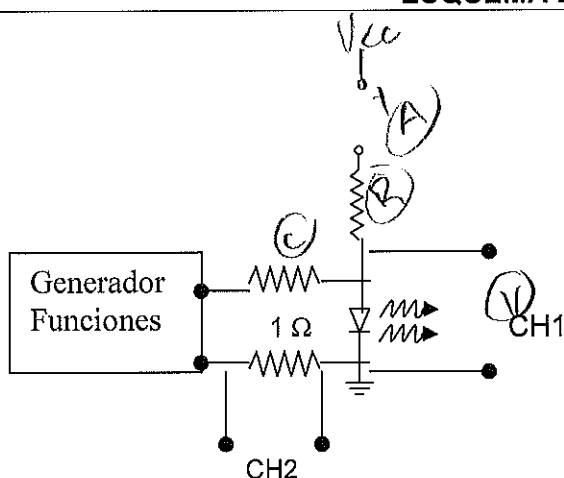 Vcc
A
B
C
Generador
Funciones
1 Ω
V
CH1
CH2